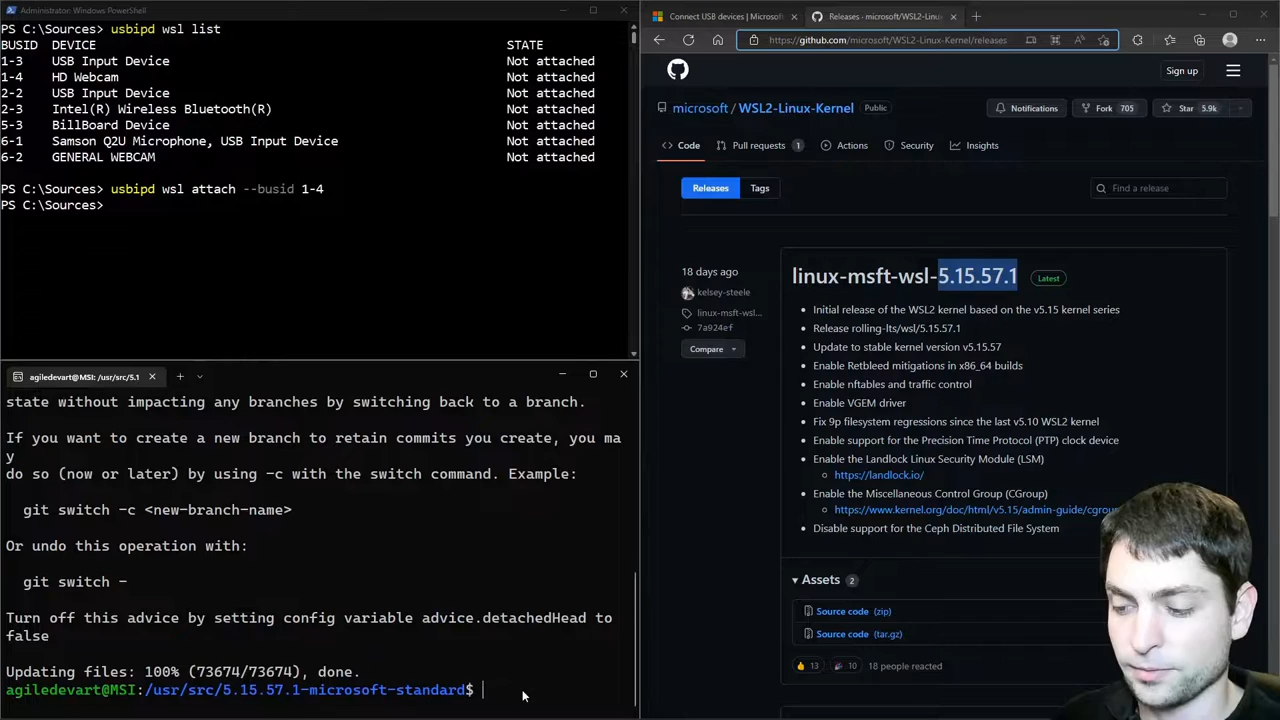 Administrator: Windows PowerShell
PS C:\Sources> usbipd wsl list
BUSID DEVICE STATE
1-3 USB Input Device Not attached
1-4 HD Webcam Not attached
2-2 USB Input Device Not attached
2-3 Intel(R) Wireless Bluetooth(R) Not attached
5-3 BillBoard Device Not attached
6-1 Samson Q2U Microphone, USB Input Device Not attached
6-2 GENERAL WEBCAM Not attached
PS C:\Sources> usbipd wsl attach --busid 1-4
PS C:\Sources>
agiledevart@MSI: /usr/src/5.1
state without impacting any branches by switching back to a branch.
If you want to create a new branch to retain commits you create, you ma
y
do so (now or later) by using -c with the switch command. Example:
git switch -c <new-branch-name>
Or undo this operation with:
git switch -
Turn off this advice by setting config variable advice.detachedHead to
false
Updating files: 100% (73674/73674), done.
agiledevart@MSI:/usr/src/5.15.57.1-microsoft-standard$
Connect USB devices | Microsoft
Releases - microsoft/WSL2-Linu
https://github.com/microsoft/WSL2-Linux-Kernel/releases
Sign up
microsoft / WSL2-Linux-Kernel Public
Notifications
Fork 705
Star 5.9k
Code
Pull requests 1
Actions
Security
Insights
Releases
Tags
Find a release
18 days ago
kelsey-steele
linux-msft-wsl...
7a924ef
Compare
linux-msft-wsl-5.15.57.1 Latest
Initial release of the WSL2 kernel based on the v5.15 kernel series
Release rolling-lts/wsl/5.15.57.1
Update to stable kernel version v5.15.57
Enable Retbleed mitigations in x86_64 builds
Enable nftables and traffic control
Enable VGEM driver
Fix 9p filesystem regressions since the last v5.10 WSL2 kernel
Enable support for the Precision Time Protocol (PTP) clock device
Enable the Landlock Linux Security Module (LSM)
https://landlock.io/
Enable the Miscellaneous Control Group (CGroup)
https://www.kernel.org/doc/html/v5.15/admin-guide/cgroup
Disable support for the Ceph Distributed File System
Assets 2
Source code (zip)
Source code (tar.gz)
13
10
18 people reacted